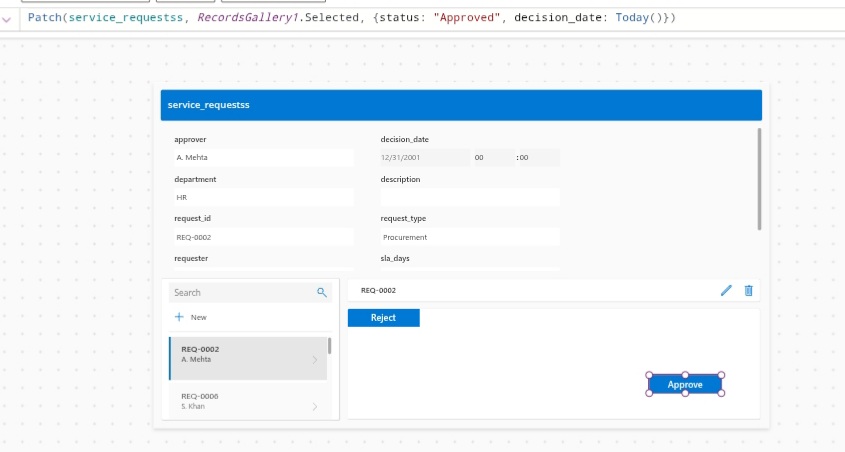 Patch(service_requestss, RecordsGallery1.Selected, {status: "Approved", decision_date: Today()})
service_requestss
approver
decision_date
A. Mehta
12/31/2001
00
:00
department
description
HR
request_id
request_type
REQ-0002
Procurement
requester
sla_days
Search
REQ-0002
New
Reject
REQ-0002
A. Mehta
Approve
REQ-0006
S. Khan